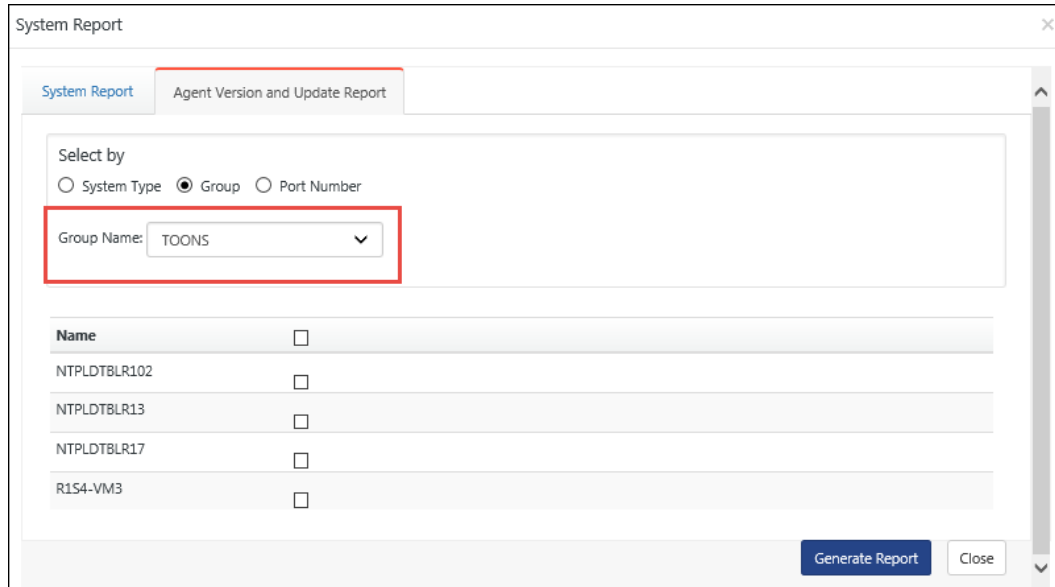 System Report
System Report
Agent Version and Update Report
Select by
System Type
Group
Port Number
Group Name:
TOONS
Name
NTPLDTBLR102
NTPLDTBLR13
NTPLDTBLR17
R1S4-VM3
Generate Report
Close